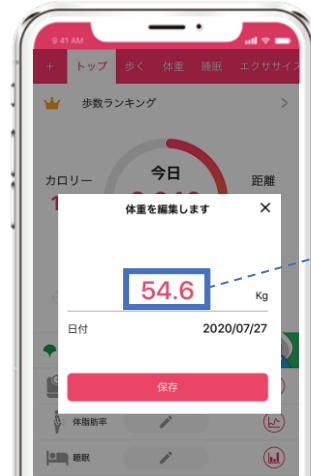 9:41 AM
+ トップ 歩く 体重 睡眠 エクササイズ
歩数ランキング >
今日
カロリー 距離
体重を編集します ×
54.6 Kg
日付 2020/07/27
保存
体脂肪率
睡眠